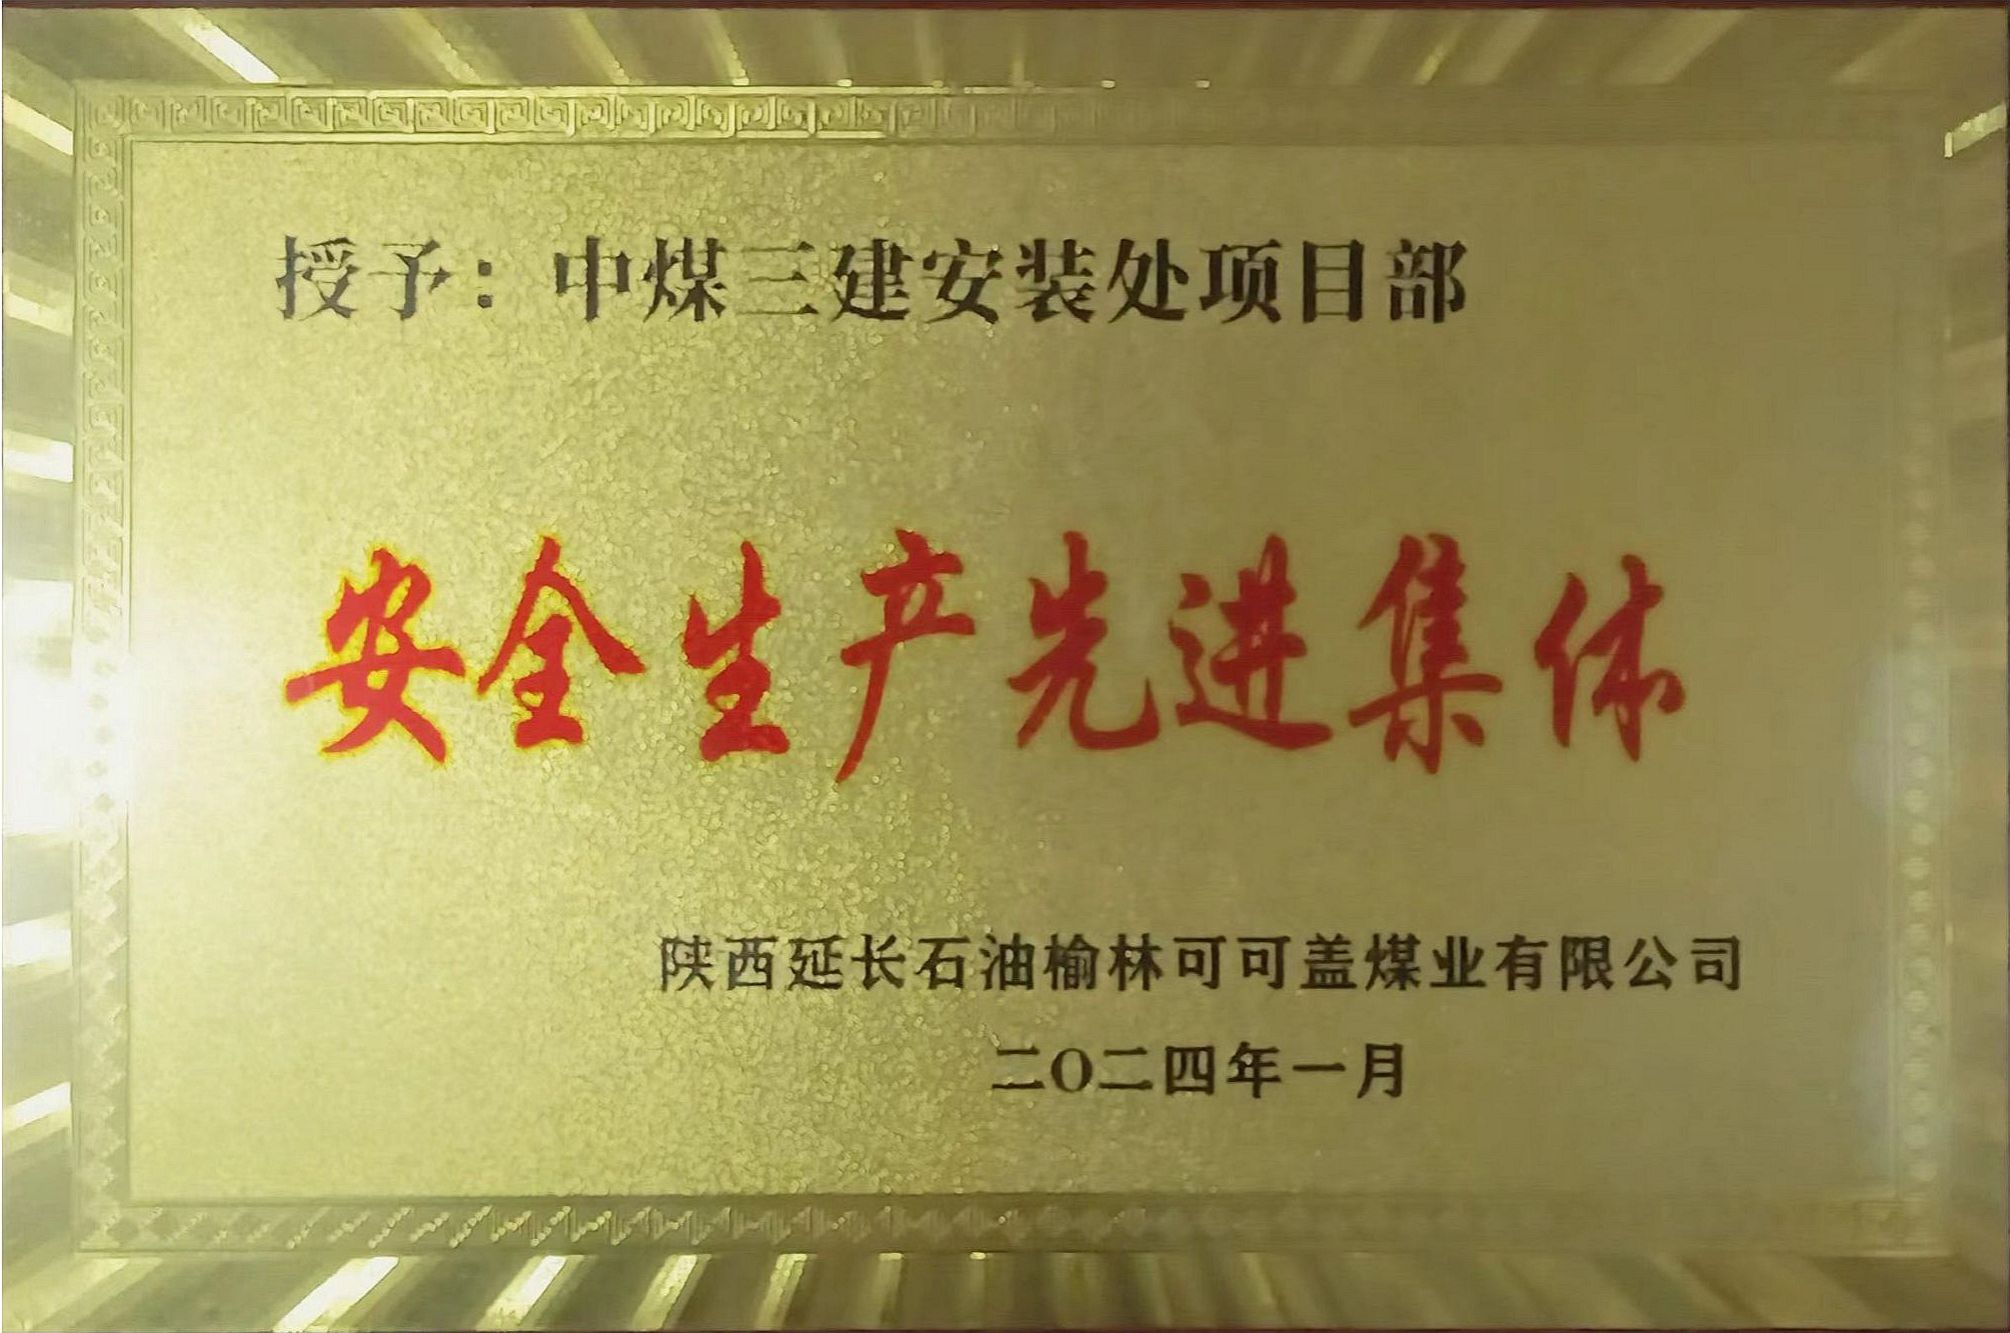 授予：中煤三建安装处项目部
安全生产先进集体
陕西延长石油榆林可可盖煤业有限公司
二O二四年一月